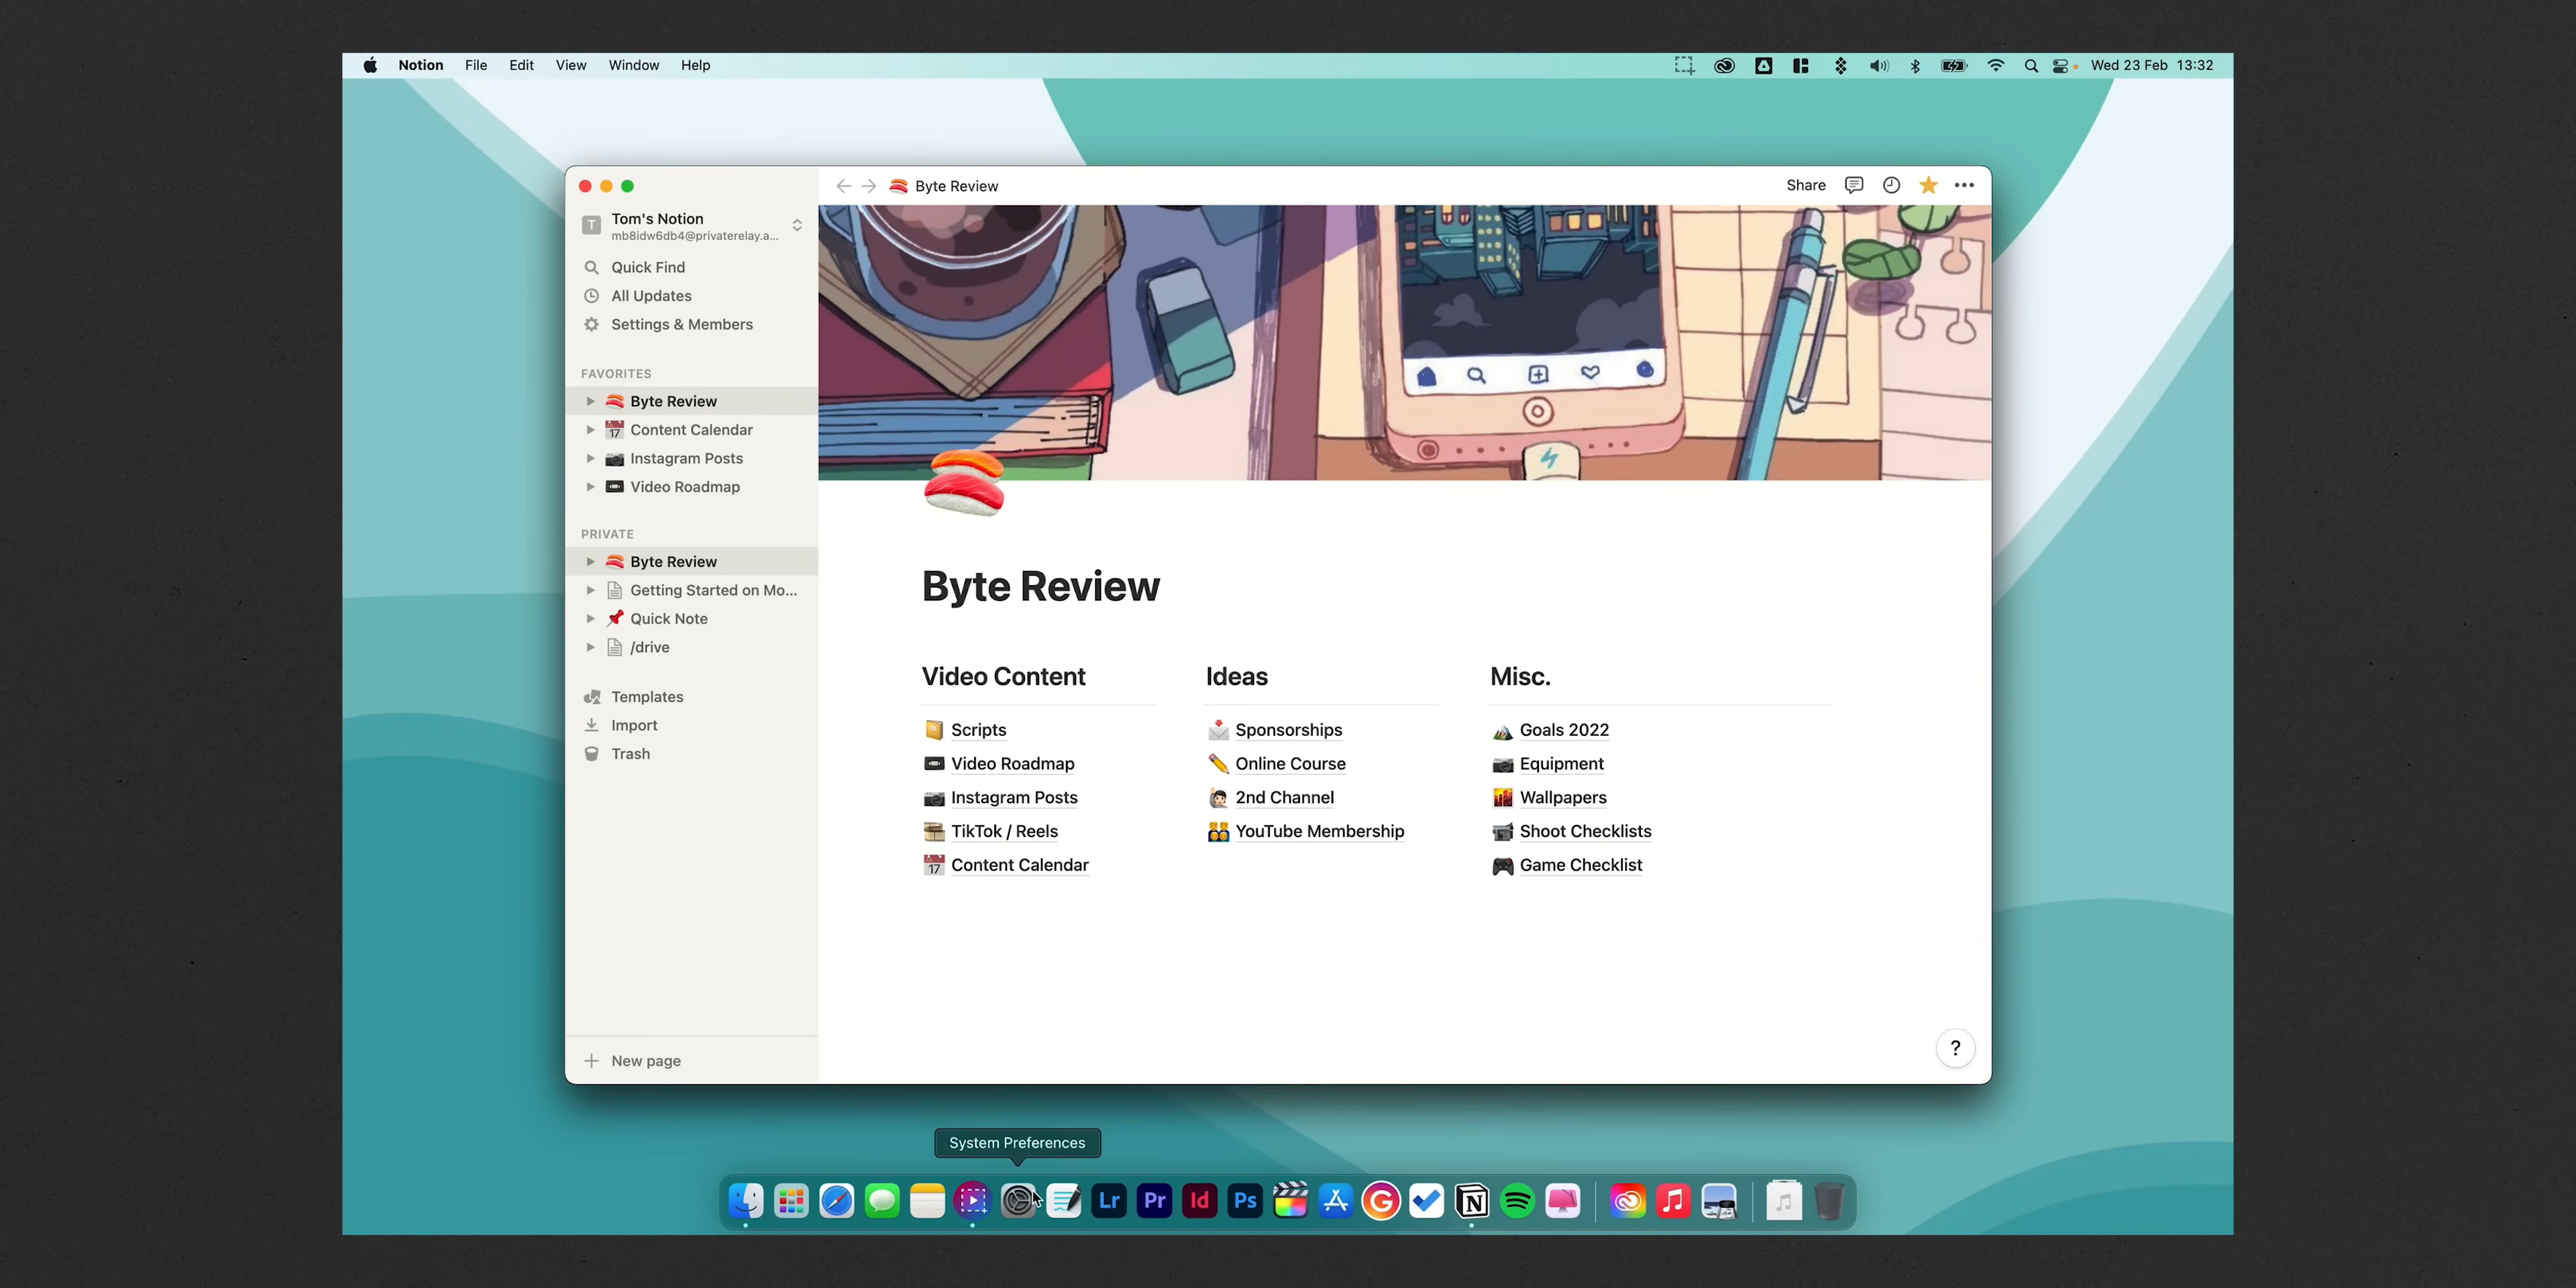 Notion File Edit View Window Help
Wed 23 Feb 13:32
Byte Review
Share
T
Tom's Notion
mb8idw6db4@privaterelay.a...
Quick Find
All Updates
Settings & Members
FAVORITES
Byte Review
17 Content Calendar
Instagram Posts
Video Roadmap
PRIVATE
Byte Review
Getting Started on Mo...
Quick Note
/drive
Templates
Import
Trash
New page
Byte Review
Video Content
Scripts
Video Roadmap
Instagram Posts
TikTok / Reels
17 Content Calendar
Ideas
Sponsorships
Online Course
2nd Channel
YouTube Membership
Misc.
Goals 2022
Equipment
Wallpapers
Shoot Checklists
Game Checklist
?
System Preferences
Lr Pr Id Ps G N